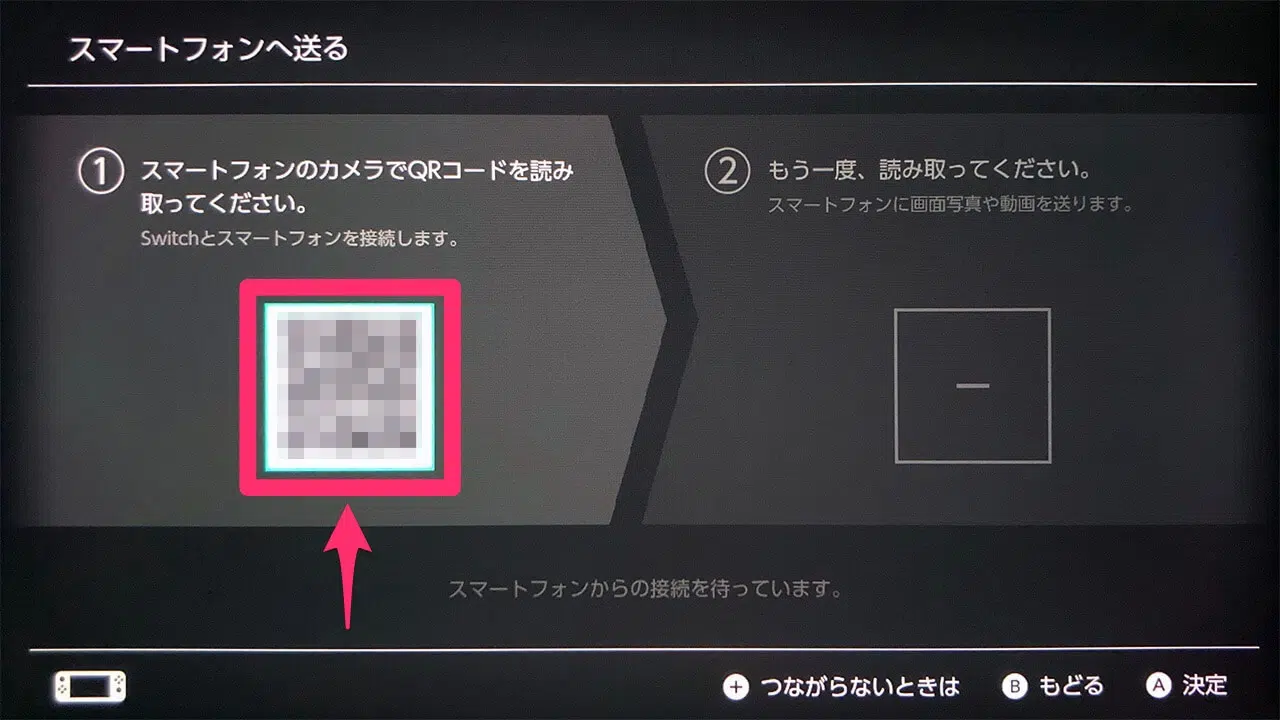 スマートフォンへ送る
① スマートフォンのカメラでQRコードを読み
取ってください。
Switchとスマートフォンを接続します。
② もう一度、読み取ってください。
スマートフォンに画面写真や動画を送ります。
スマートフォンからの接続を待っています。
+ つながらないときは B もどる A 決定